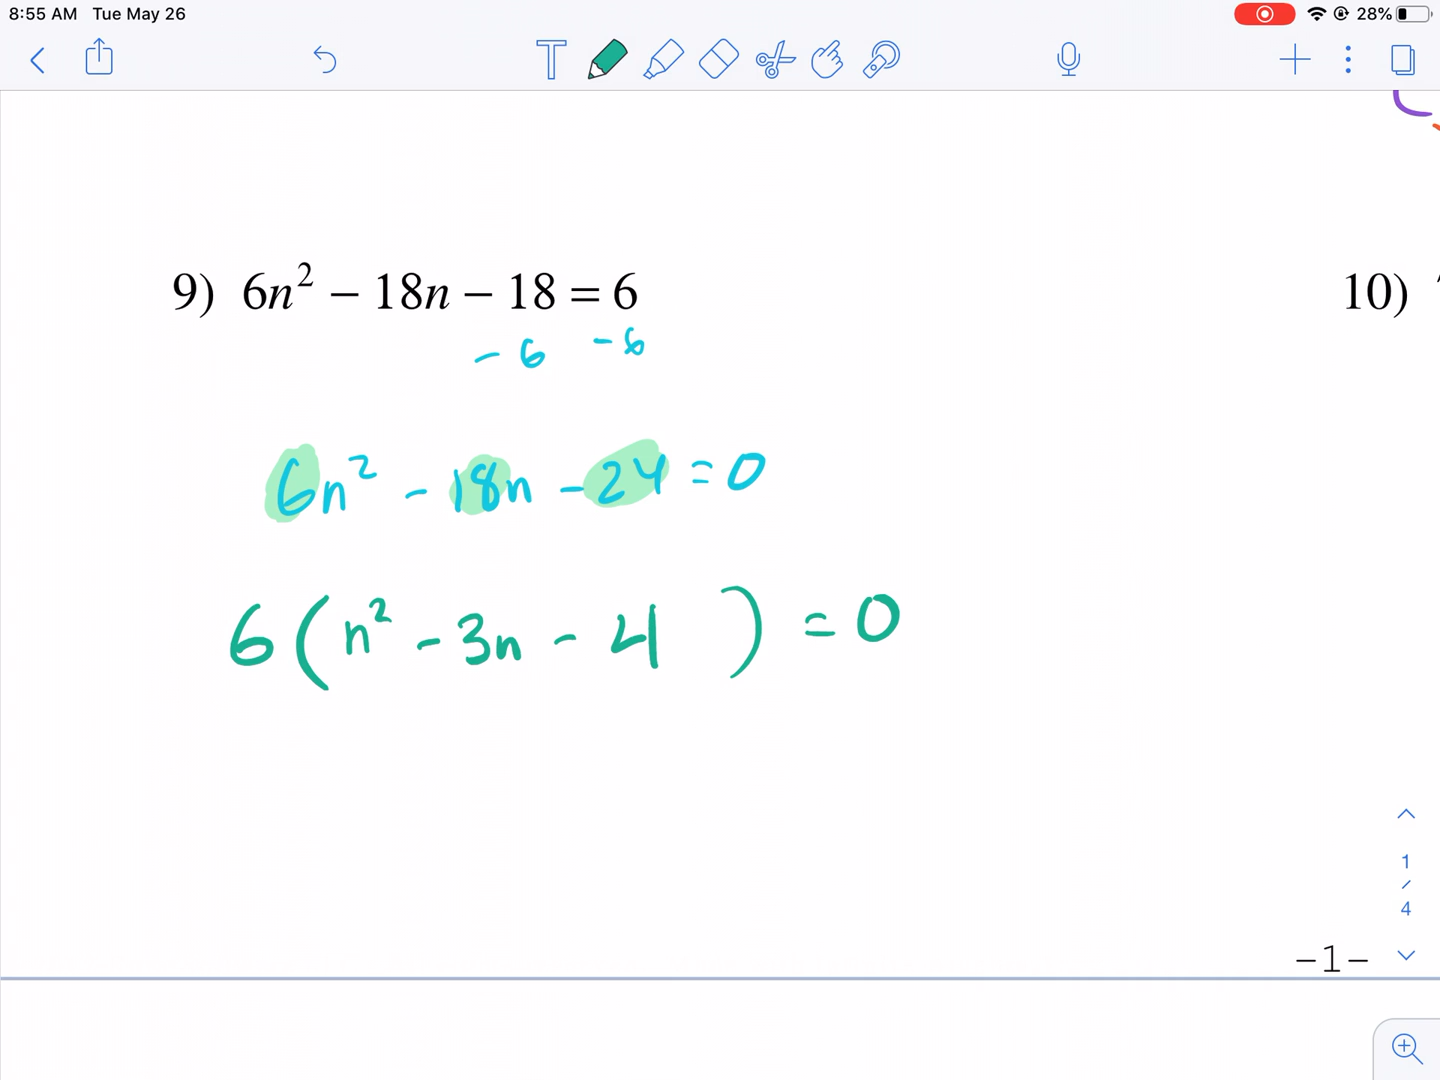 8:55 AM Tue May 26 28%
T
9) 6n² − 18n − 18 = 6
10)
− 6 − 6
6n² − 18n − 24 = 0
6 ( n² − 3n − 4 ) = 0
1
/
4
−1−